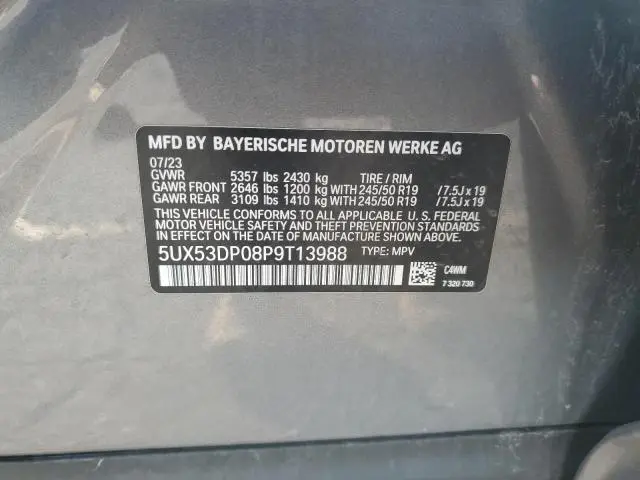 MFD BY BAYERISCHE MOTOREN WERKE AG
07/23
GVWR 5357 lbs 2430 kg TIRE / RIM
GAWR FRONT 2646 lbs 1200 kg WITH 245/50 R19 /7.5J x 19
GAWR REAR 3109 lbs 1410 kg WITH 245/50 R19 /7.5J x 19
THIS VEHICLE CONFORMS TO ALL APPLICABLE U. S. FEDERAL
MOTOR VEHICLE SAFETY, BUMPER, AND THEFT PREVENTION STANDARDS
IN EFFECT ON THE DATE OF MANUFACTURE SHOWN ABOVE.
5UX53DP08P9T13988 TYPE: MPV
C4WM
7 320 730